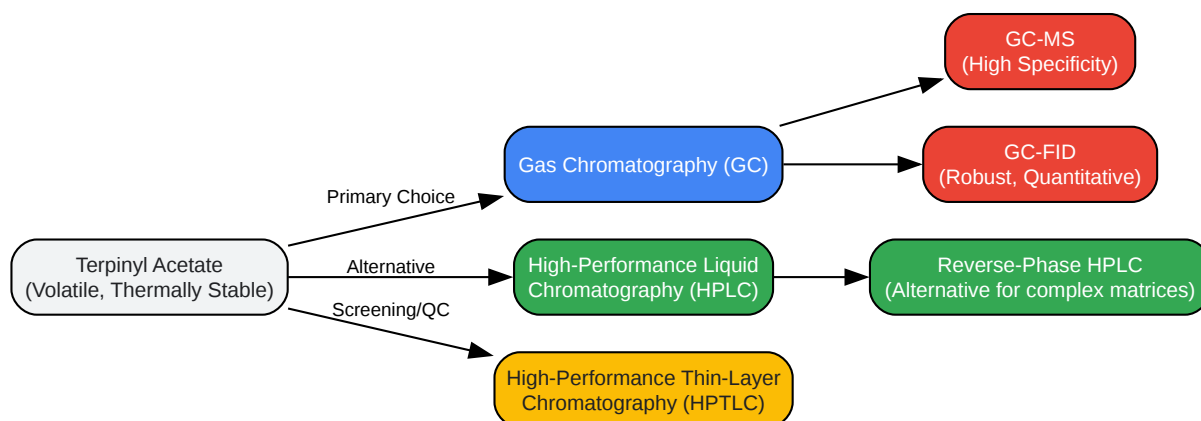 GC-MS
(High Specificity)
Gas Chromatography (GC)
GC-FID
(Robust, Quantitative)
Primary Choice
Terpinyl Acetate
(Volatile, Thermally Stable)
Alternative
High-Performance Liquid
Chromatography (HPLC)
Reverse-Phase HPLC
(Alternative for complex matrices)
Screening/QC
High-Performance Thin-Layer
Chromatography (HPTLC)